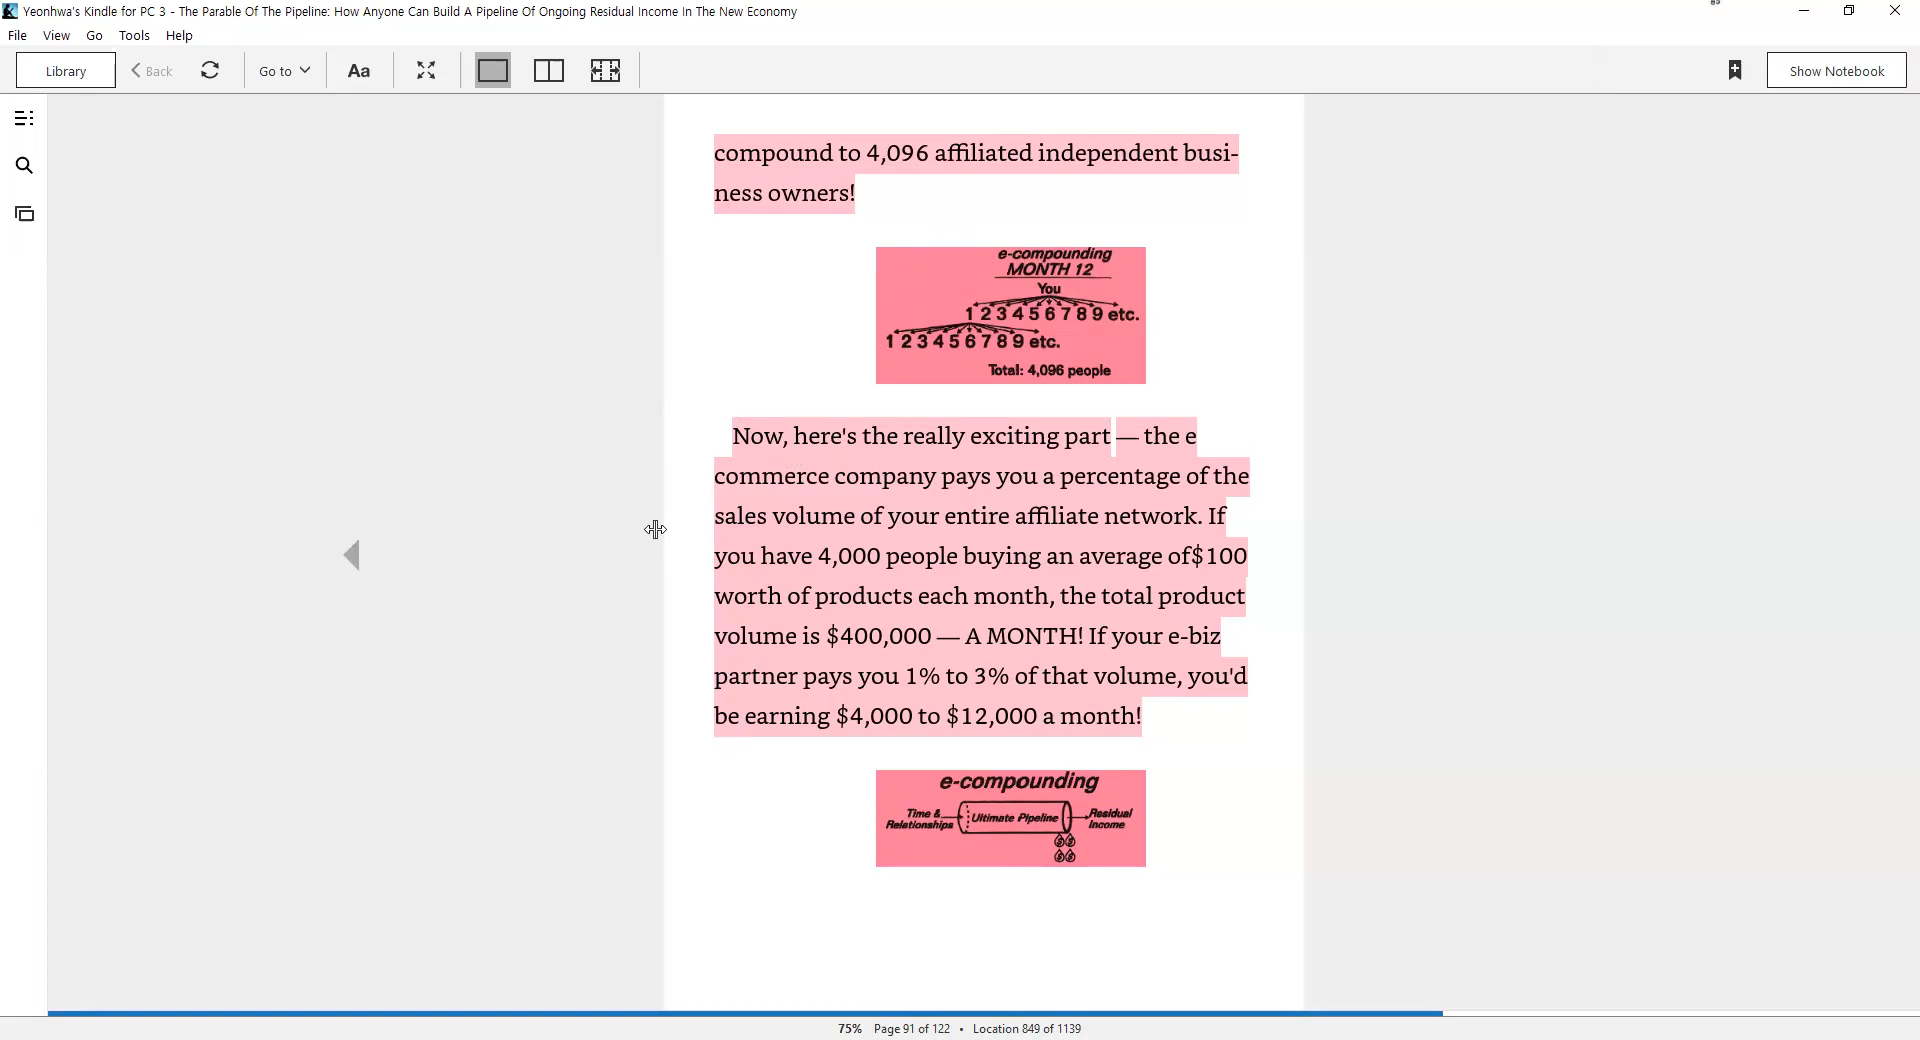 Yeonhwa's Kindle for PC 3 - The Parable Of The Pipeline: How Anyone Can Build A Pipeline Of Ongoing Residual Income In The New Economy
File View Go Tools Help
Library Back Go to Aa Show Notebook
compound to 4,096 affiliated independent busi-
ness owners!
e-compounding
MONTH 12
You
1 2 3 4 5 6 7 8 9 etc.
1 2 3 4 5 6 7 8 9 etc.
Total: 4,096 people
Now, here's the really exciting part — the e
commerce company pays you a percentage of the
sales volume of your entire affiliate network. If
you have 4,000 people buying an average of$100
worth of products each month, the total product
volume is $400,000 — A MONTH! If your e-biz
partner pays you 1% to 3% of that volume, you'd
be earning $4,000 to $12,000 a month!
e-compounding
Time & Relationships Ultimate Pipeline Residual Income
$ $
$ $
75% Page 91 of 122 • Location 849 of 1139